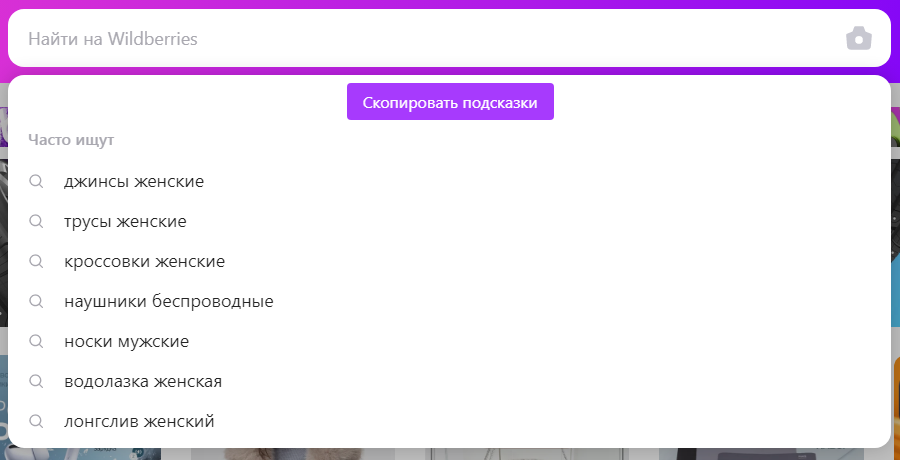 Найти на Wildberries
Скопировать подсказки
Часто ищут
джинсы женские
трусы женские
кроссовки женские
наушники беспроводные
носки мужские
водолазка женская
лонгслив женский